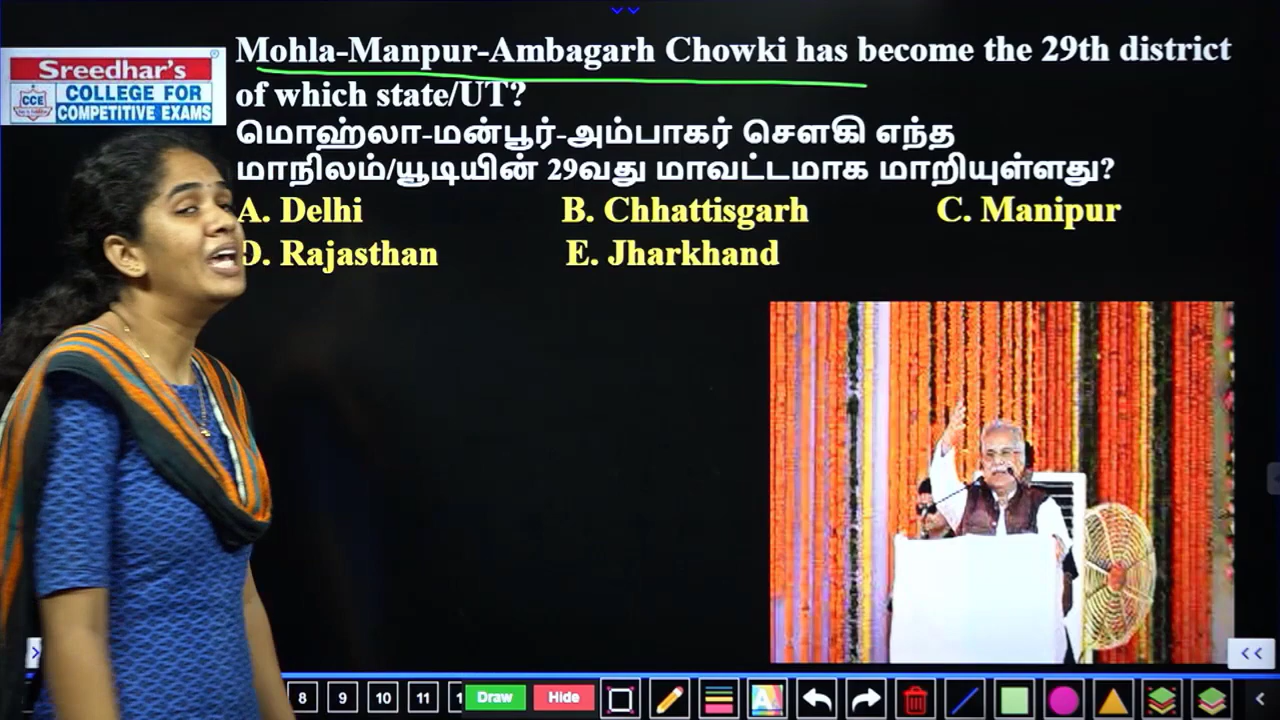 Sreedhar's
CCE
COLLEGE FOR
COMPETITIVE EXAMS
Mohla-Manpur-Ambagarh Chowki has become the 29th district
of which state/UT?
மொஹ்லா-மன்பூர்-அம்பாகர் சௌகி எந்த
மாநிலம்/யூடியின் 29வது மாவட்டமாக மாறியுள்ளது?
A. Delhi B. Chhattisgarh C. Manipur
D. Rajasthan E. Jharkhand
8 9 10 11 1 Draw Hide A